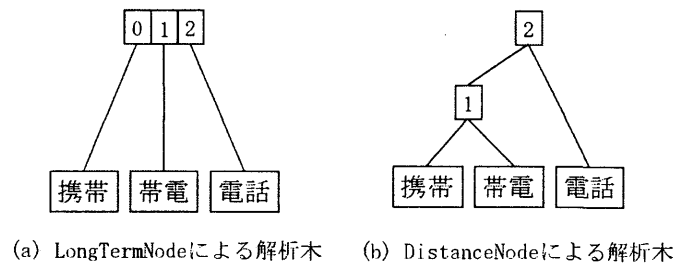 0 1 2
2
1
携帯 帯電 電話
携帯 帯電 電話
(a) LongTermNodeによる解析木
(b) DistanceNodeによる解析木